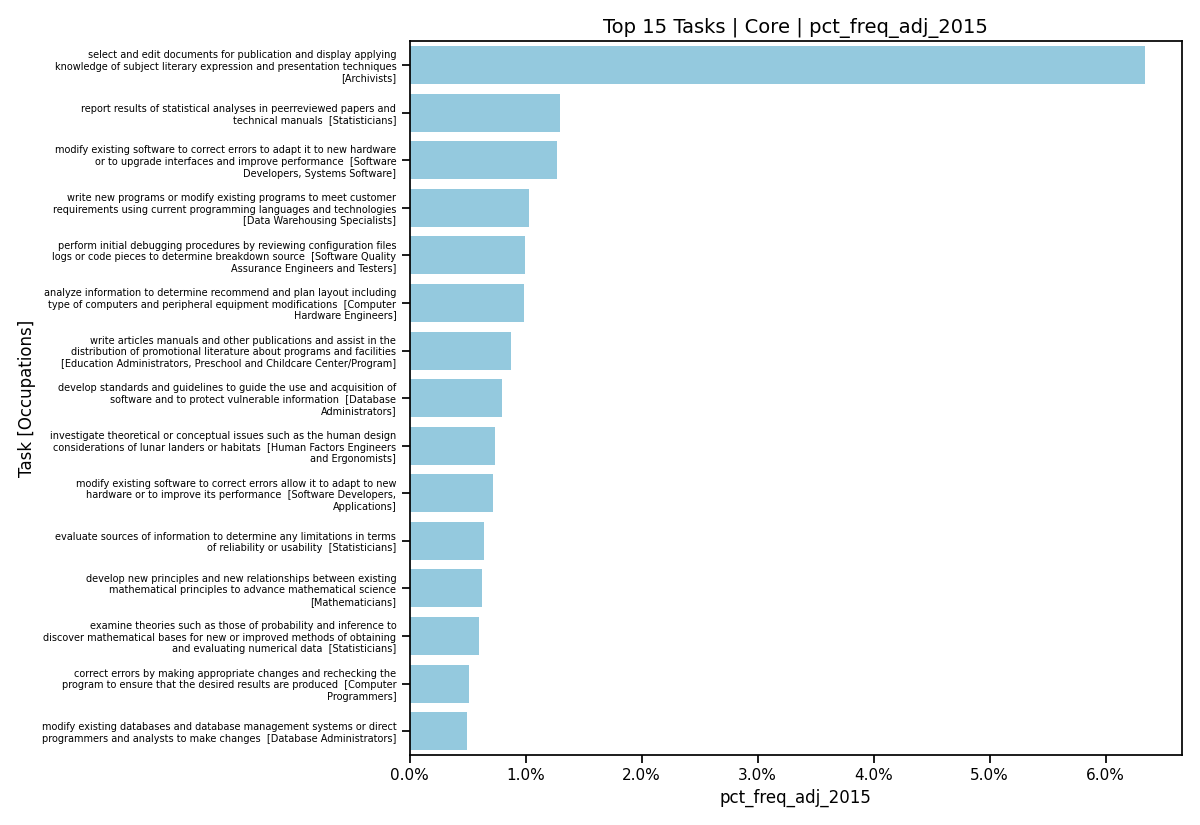 Top 15 Tasks | Core | pct_freq_adj_2015
select and edit documents for publication and display applying
knowledge of subject literary expression and presentation techniques
[Archivists]
report results of statistical analyses in peerreviewed papers and
technical manuals  [Statisticians]
modify existing software to correct errors to adapt it to new hardware
or to upgrade interfaces and improve performance  [Software
Developers, Systems Software]
write new programs or modify existing programs to meet customer
requirements using current programming languages and technologies
[Data Warehousing Specialists]
perform initial debugging procedures by reviewing configuration files
logs or code pieces to determine breakdown source  [Software Quality
Assurance Engineers and Testers]
analyze information to determine recommend and plan layout including
type of computers and peripheral equipment modifications  [Computer
Hardware Engineers]
write articles manuals and other publications and assist in the
distribution of promotional literature about programs and facilities
[Education Administrators, Preschool and Childcare Center/Program]
develop standards and guidelines to guide the use and acquisition of
software and to protect vulnerable information  [Database
Administrators]
investigate theoretical or conceptual issues such as the human design
considerations of lunar landers or habitats  [Human Factors Engineers
and Ergonomists]
modify existing software to correct errors allow it to adapt to new
hardware or to improve its performance  [Software Developers,
Applications]
evaluate sources of information to determine any limitations in terms
of reliability or usability  [Statisticians]
develop new principles and new relationships between existing
mathematical principles to advance mathematical science
[Mathematicians]
examine theories such as those of probability and inference to
discover mathematical bases for new or improved methods of obtaining
and evaluating numerical data  [Statisticians]
correct errors by making appropriate changes and rechecking the
program to ensure that the desired results are produced  [Computer
Programmers]
modify existing databases and database management systems or direct
programmers and analysts to make changes  [Database Administrators]
Task [Occupations]
0.0% 1.0% 2.0% 3.0% 4.0% 5.0% 6.0%
pct_freq_adj_2015